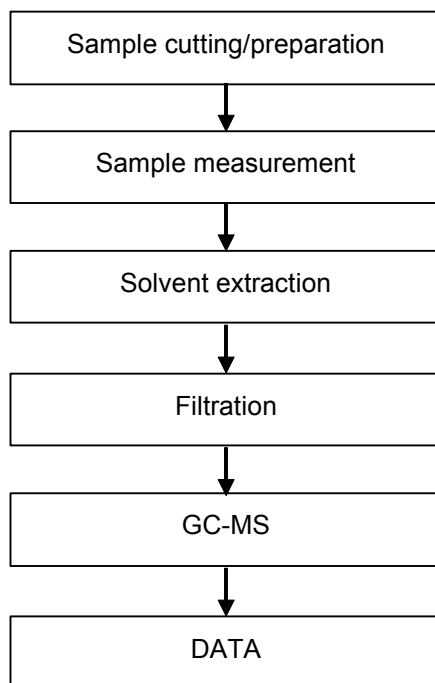 Sample cutting/preparation
Sample measurement
Solvent extraction
Filtration
GC-MS
DATA